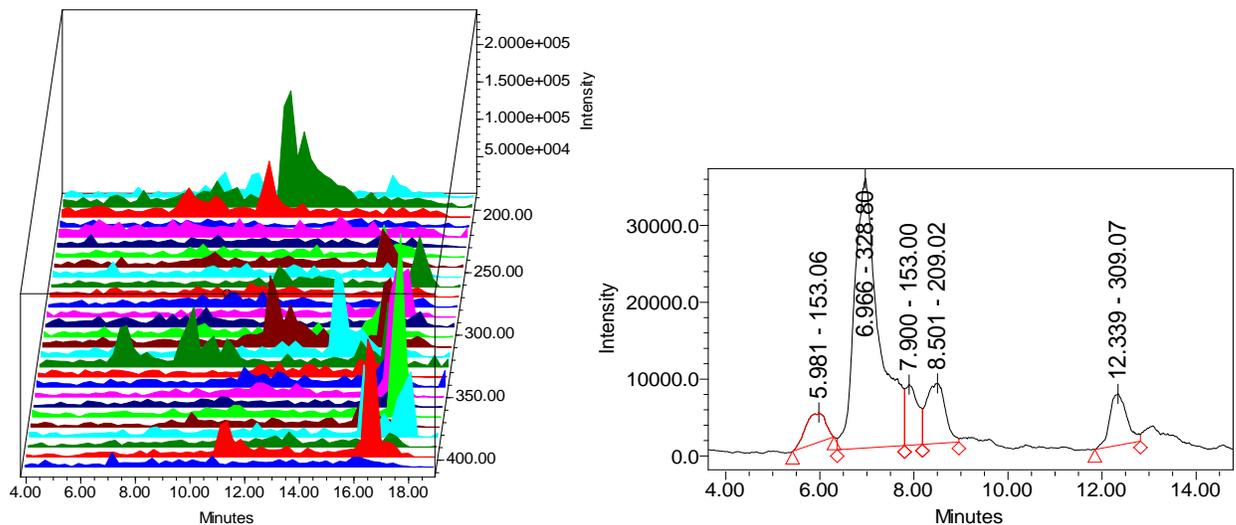 2.000e+005
1.500e+005
1.000e+005
5.000e+004
Intensity
200.00
250.00
300.00
350.00
400.00
4.00 6.00 8.00 10.00 12.00 14.00 16.00 18.00
Minutes
30000.0
20000.0
10000.0
0.0
Intensity
5.981 - 153.06
6.966 - 328.80
7.900 - 153.00
8.501 - 209.02
12.339 - 309.07
4.00 6.00 8.00 10.00 12.00 14.00
Minutes